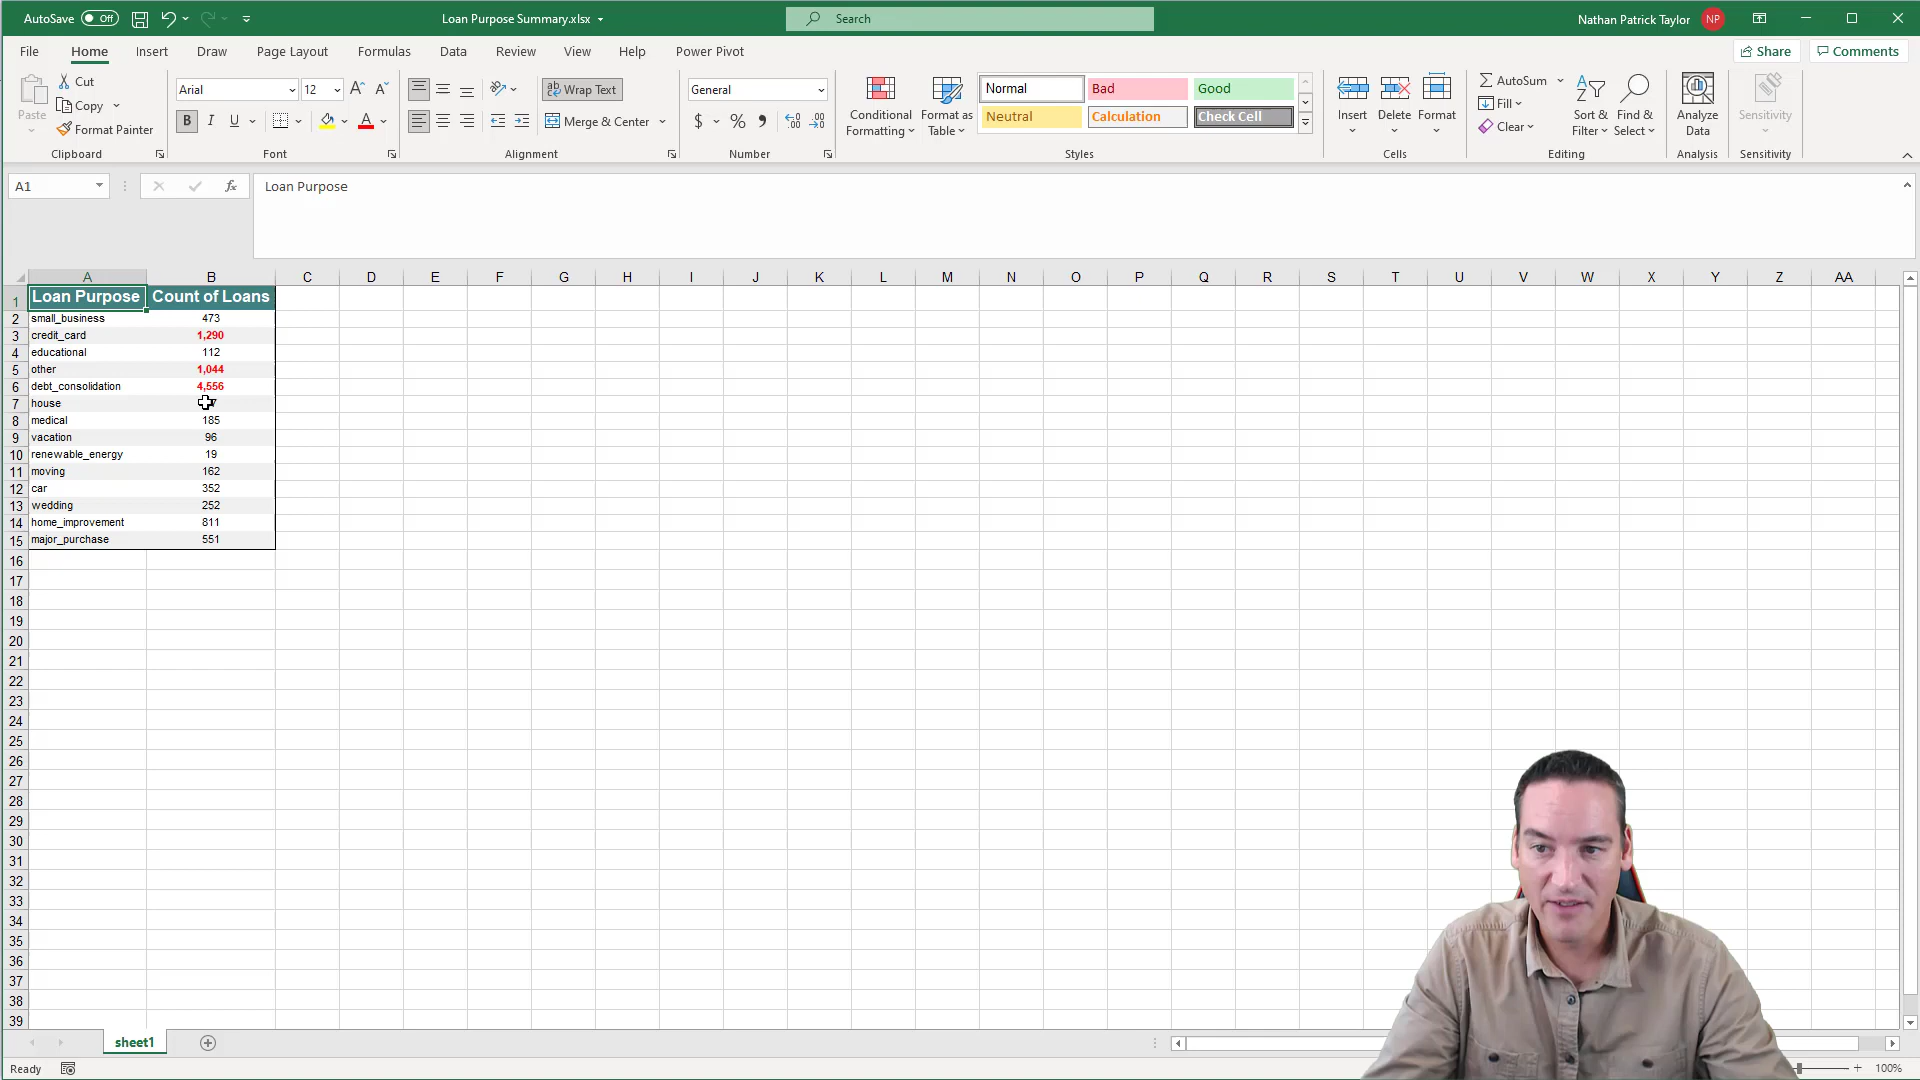 AutoSave Off Loan Purpose Summary.xlsx Search Nathan Patrick Taylor NP
File Home Insert Draw Page Layout Formulas Data Review View Help Power Pivot Share Comments
Paste Cut Copy Format Painter
Clipboard
Arial 12
B I U A
Font
Wrap Text
Merge & Center
Alignment
General
$ %
Number
Conditional Formatting
Format as Table
Normal Bad Good
Neutral Calculation Check Cell
Styles
Insert Delete Format
Cells
AutoSum
Fill
Clear
Sort & Filter
Find & Select
Editing
Analyze Data
Analysis
Sensitivity
Sensitivity
A1 fx Loan Purpose
A B C D E F G H I J K L M N O P Q R S T U V W X Y Z AA
1 Loan Purpose Count of Loans
2 small_business 473
3 credit_card 1,290
4 educational 112
5 other 1,044
6 debt_consolidation 4,556
7 house
8 medical 185
9 vacation 96
10 renewable_energy 19
11 moving 162
12 car 352
13 wedding 252
14 home_improvement 811
15 major_purchase 551
16
17
18
19
20
21
22
23
24
25
26
27
28
29
30
31
32
33
34
35
36
37
38
39
sheet1
Ready 100%